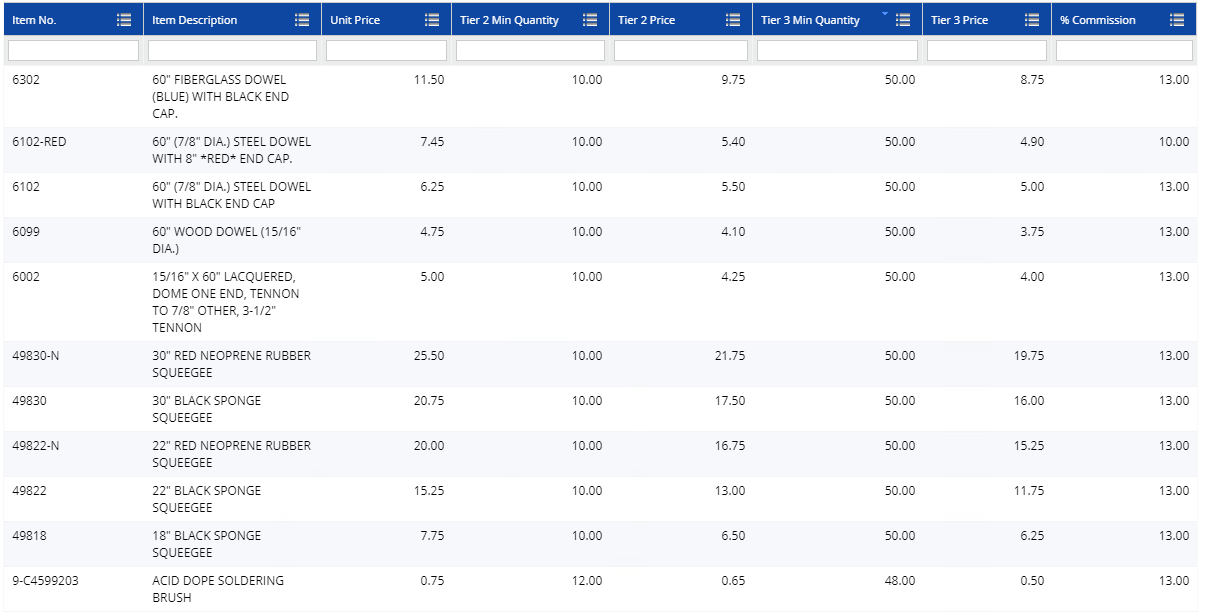 Item No. Item Description Unit Price Tier 2 Min Quantity Tier 2 Price Tier 3 Min Quantity Tier 3 Price % Commission
6302 60" FIBERGLASS DOWEL 11.50 10.00 9.75 50.00 8.75 13.00
(BLUE) WITH BLACK END
CAP.
6102-RED 60" (7/8" DIA.) STEEL DOWEL 7.45 10.00 5.40 50.00 4.90 10.00
WITH 8" *RED* END CAP.
6102 60" (7/8" DIA.) STEEL DOWEL 6.25 10.00 5.50 50.00 5.00 13.00
WITH BLACK END CAP
6099 60" WOOD DOWEL (15/16" 4.75 10.00 4.10 50.00 3.75 13.00
DIA.)
6002 15/16" X 60" LACQUERED, 5.00 10.00 4.25 50.00 4.00 13.00
DOME ONE END, TENNON
TO 7/8" OTHER, 3-1/2"
TENNON
49830-N 30" RED NEOPRENE RUBBER 25.50 10.00 21.75 50.00 19.75 13.00
SQUEEGEE
49830 30" BLACK SPONGE 20.75 10.00 17.50 50.00 16.00 13.00
SQUEEGEE
49822-N 22" RED NEOPRENE RUBBER 20.00 10.00 16.75 50.00 15.25 13.00
SQUEEGEE
49822 22" BLACK SPONGE 15.25 10.00 13.00 50.00 11.75 13.00
SQUEEGEE
49818 18" BLACK SPONGE 7.75 10.00 6.50 50.00 6.25 13.00
SQUEEGEE
9-C4599203 ACID DOPE SOLDERING 0.75 12.00 0.65 48.00 0.50 13.00
BRUSH